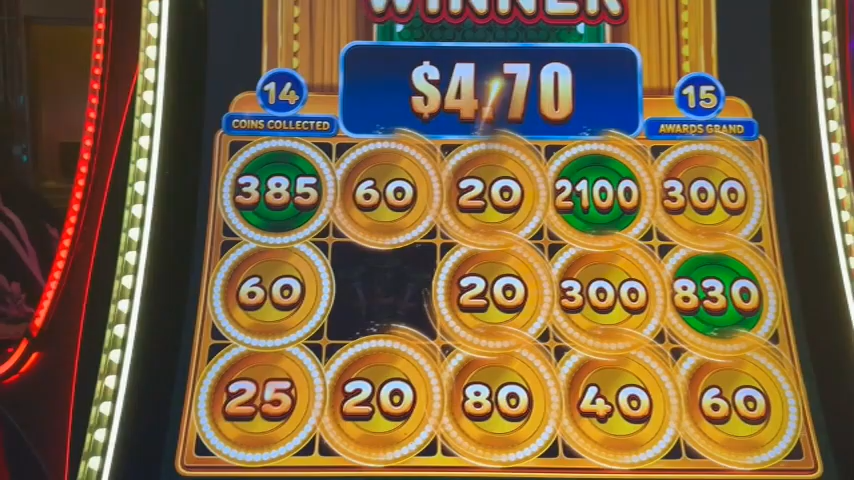 WINNER
$4.70
14
COINS COLLECTED
15
AWARDS GRAND
385 60 20 2100 300
60 20 300 830
25 20 80 40 60